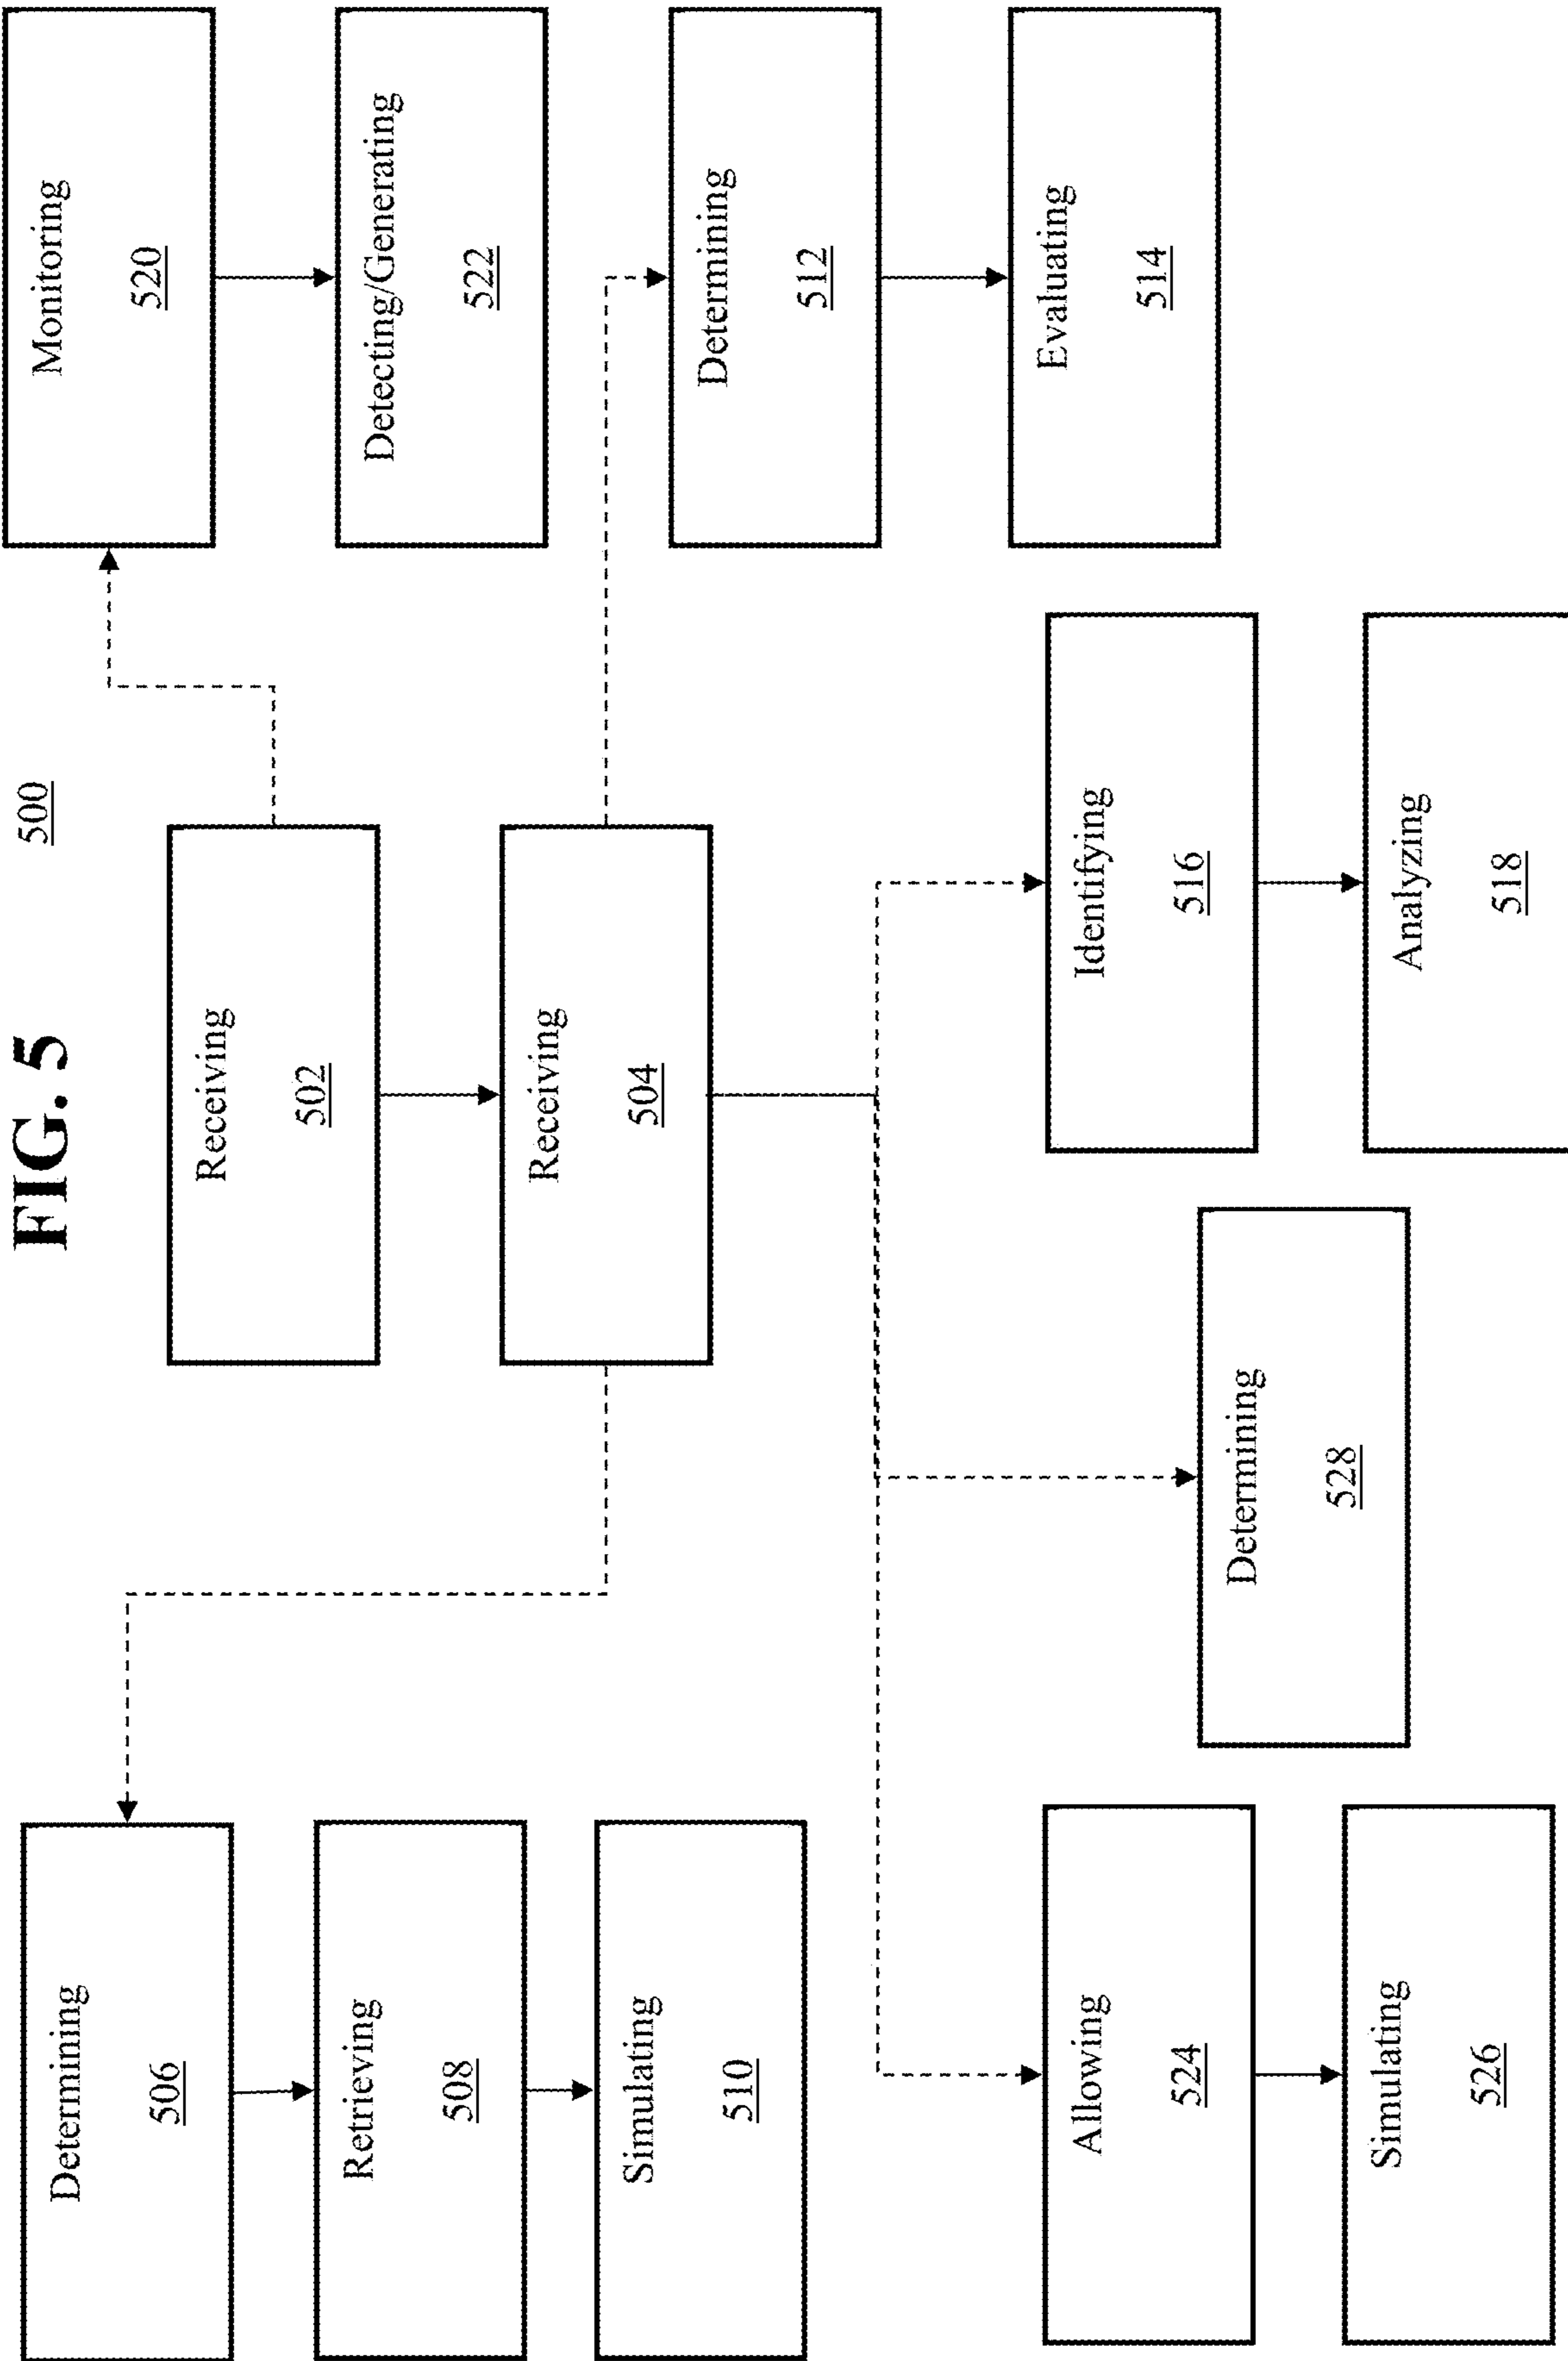 FIG. 5
500
Determining
506
Retrieving
508
Simulating
510
Receiving
502
Receiving
504
Monitoring
520
Detecting/Generating
522
Determining
512
Evaluating
514
Allowing
524
Simulating
526
Determining
528
Identifying
516
Analyzing
518